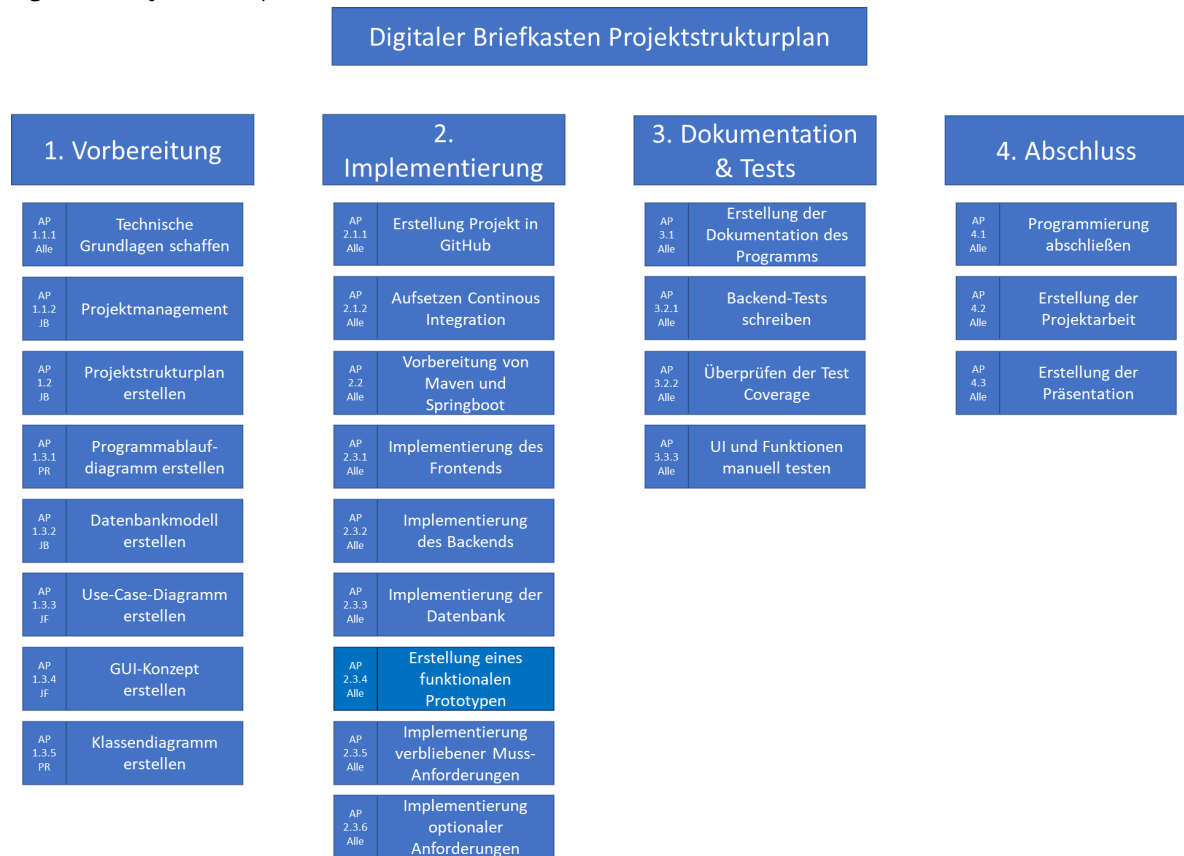 Digitaler Briefkasten Projektstrukturplan
1. Vorbereitung
AP
1.1.1
Alle
Technische
Grundlagen schaffen
AP
1.1.2
JB
Projektmanagement
AP
1.2
JB
Projektstrukturplan
erstellen
AP
1.3.1
PR
Programmablauf-
diagramm erstellen
AP
1.3.2
JB
Datenbankmodell
erstellen
AP
1.3.3
JF
Use-Case-Diagramm
erstellen
AP
1.3.4
JF
GUI-Konzept
erstellen
AP
1.3.5
PR
Klassendiagramm
erstellen
2.
Implementierung
AP
2.1.1
Alle
Erstellung Projekt in
GitHub
AP
2.1.2
Alle
Aufsetzen Continous
Integration
AP
2.2
Alle
Vorbereitung von
Maven und
Springboot
AP
2.3.1
Alle
Implementierung des
Frontends
AP
2.3.2
Alle
Implementierung
des Backends
AP
2.3.3
Alle
Implementierung der
Datenbank
AP
2.3.4
Alle
Erstellung eines
funktionalen
Prototypen
AP
2.3.5
Alle
Implementierung
verbliebener Muss-
Anforderungen
AP
2.3.6
Alle
Implementierung
optionaler
Anforderungen
3. Dokumentation
& Tests
AP
3.1
Alle
Erstellung der
Dokumentation des
Programms
AP
3.2.1
Alle
Backend-Tests
schreiben
AP
3.2.2
Alle
Überprüfen der Test
Coverage
AP
3.3.3
Alle
UI und Funktionen
manuell testen
4. Abschluss
AP
4.1
Alle
Programmierung
abschließen
AP
4.2
Alle
Erstellung der
Projektarbeit
AP
4.3
Alle
Erstellung der
Präsentation